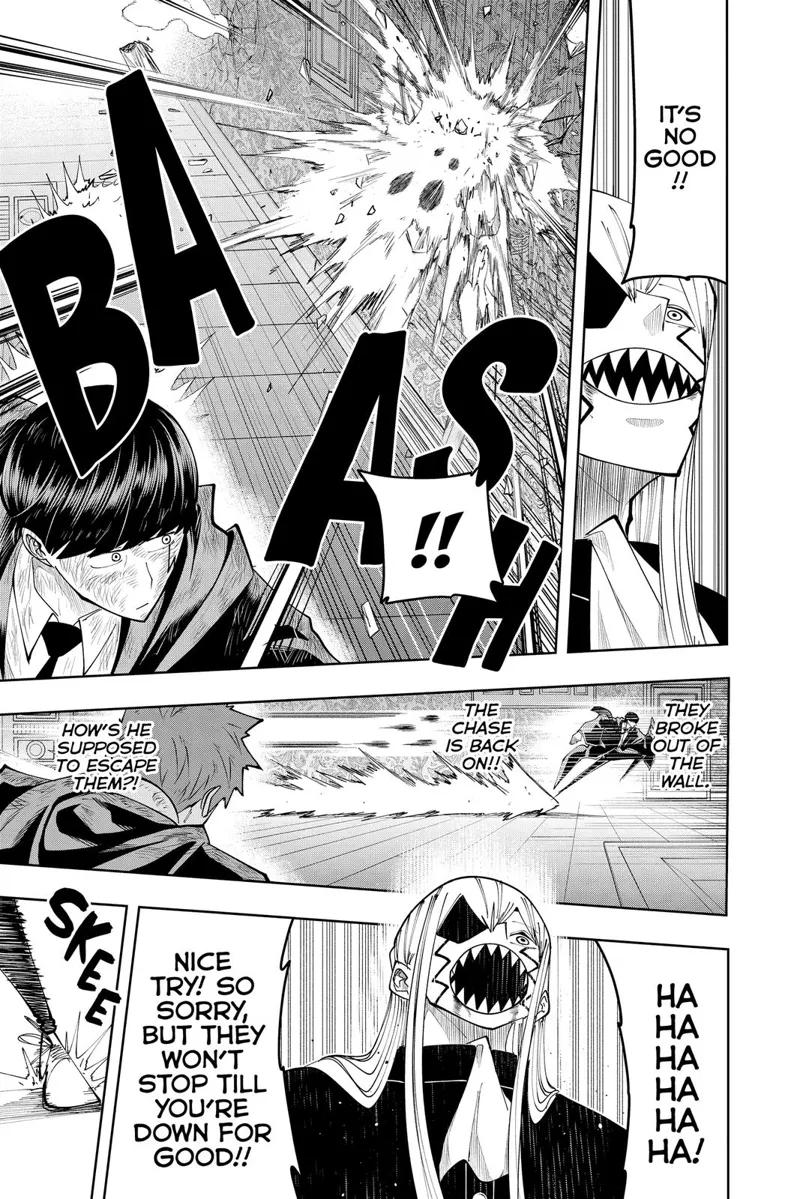 IT'S
NO
GOOD
!!
BA
ASH
!!
THEY
BROKE
OUT OF
THE
WALL.
THE
CHASE
IS BACK
ON!!
HOW'S HE
SUPPOSED
TO ESCAPE
THEM?!
HA
HA
HA
HA
HA
HA!
NICE
TRY! SO
SORRY,
BUT THEY
WON'T
STOP TILL
YOU'RE
DOWN FOR
GOOD!!
SKEE